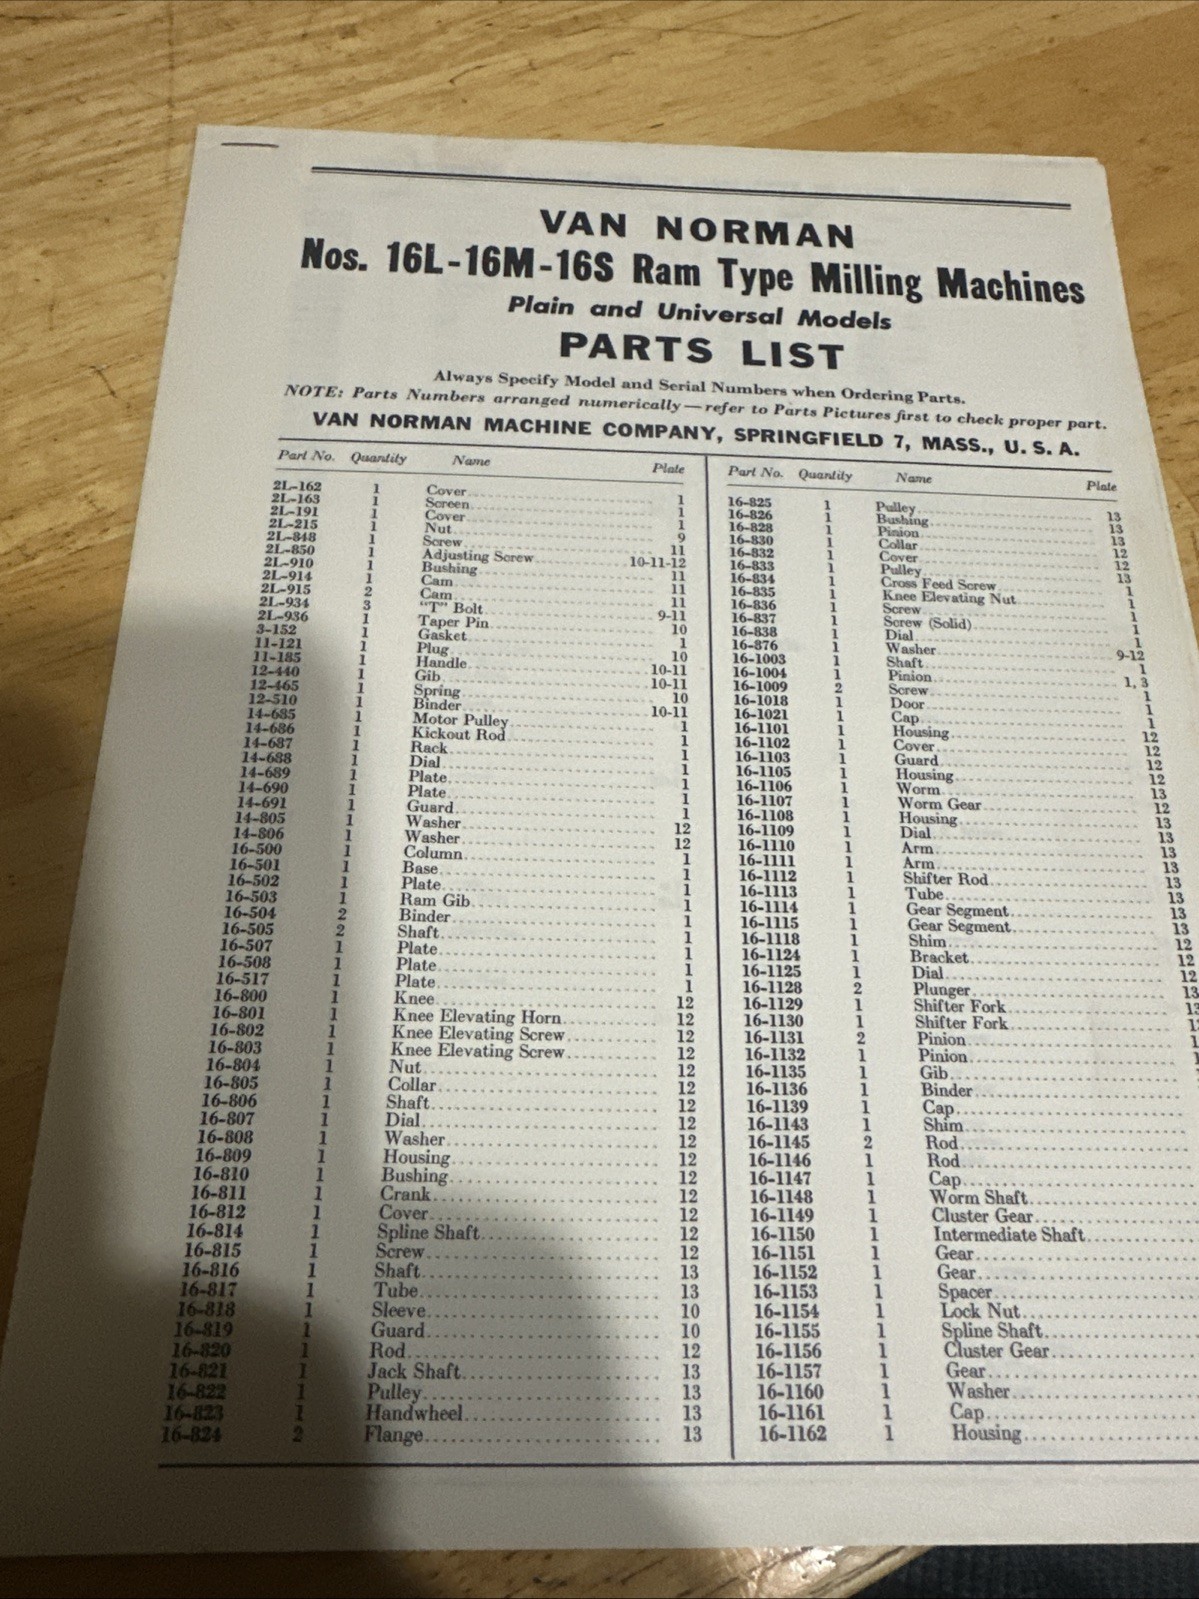 VAN NORMAN
Nos. 16L-16M-16S Ram Type Milling Machines
Plain and Universal Models
PARTS LIST
Always Specify Model and Serial Numbers when Ordering Parts.
NOTE: Parts Numbers arranged numerically—refer to Parts Pictures first to check proper part.
VAN NORMAN MACHINE COMPANY, SPRINGFIELD 7, MASS., U. S. A.
Part No. Quantity Name Plate
2L-162 1 Cover 1
2L-163 1 Screen 1
2L-191 1 Cover 1
2L-215 1 Nut 9
2L-848 1 Screw 11
2L-850 1 Adjusting Screw 10-11-12
2L-910 1 Bushing 11
2L-914 1 Cam 11
2L-915 2 Cam 11
2L-934 3 "T" Bolt 9-11
2L-936 1 Taper Pin 10
3-152 1 Gasket 1
11-121 1 Plug 10
11-185 1 Handle 10-11
12-440 1 Gib 10-11
12-465 1 Spring 10
12-510 1 Binder 10-11
14-685 1 Motor Pulley 1
14-686 1 Kickout Rod 1
14-687 1 Rack 1
14-688 1 Dial 1
14-689 1 Plate 1
14-690 1 Plate 1
14-691 1 Guard 1
14-805 1 Washer 12
14-806 1 Washer 12
16-500 1 Column 1
16-501 1 Base 1
16-502 1 Plate 1
16-503 1 Ram Gib 1
16-504 2 Binder 1
16-505 2 Shaft 1
16-507 1 Plate 1
16-508 1 Plate 1
16-517 1 Plate 1
16-800 1 Knee 12
16-801 1 Knee Elevating Horn 12
16-802 1 Knee Elevating Screw 12
16-803 1 Knee Elevating Screw 12
16-804 1 Nut 12
16-805 1 Collar 12
16-806 1 Shaft 12
16-807 1 Dial 12
16-808 1 Washer 12
16-809 1 Housing 12
16-810 1 Bushing 12
16-811 1 Crank 12
16-812 1 Cover 12
16-814 1 Spline Shaft 12
16-815 1 Screw 12
16-816 1 Shaft 13
16-817 1 Tube 13
16-818 1 Sleeve 10
16-819 1 Guard 10
16-820 1 Rod 12
16-821 1 Jack Shaft 13
16-822 1 Pulley 13
16-823 1 Handwheel 13
16-824 2 Flange 13
Part No. Quantity Name Plate
16-825 1 Pulley 13
16-826 1 Bushing 13
16-828 1 Pinion 13
16-830 1 Collar 12
16-832 1 Cover 12
16-833 1 Pulley 13
16-834 1 Cross Feed Screw 1
16-835 1 Knee Elevating Nut 1
16-836 1 Screw 1
16-837 1 Screw (Solid) 1
16-838 1 Dial 1
16-876 1 Washer 9-12
16-1003 1 Shaft 1
16-1004 1 Pinion 1, 3
16-1009 2 Screw 1
16-1018 1 Door 1
16-1021 1 Cap 1
16-1101 1 Housing 12
16-1102 1 Cover 12
16-1103 1 Guard 12
16-1105 1 Housing 12
16-1106 1 Worm 13
16-1107 1 Worm Gear 12
16-1108 1 Housing 13
16-1109 1 Dial 13
16-1110 1 Arm 13
16-1111 1 Arm 13
16-1112 1 Shifter Rod 13
16-1113 1 Tube 13
16-1114 1 Gear Segment 13
16-1115 1 Gear Segment 13
16-1118 1 Shim 12
16-1124 1 Bracket 12
16-1125 1 Dial 12
16-1128 2 Plunger 13
16-1129 1 Shifter Fork 13
16-1130 1 Shifter Fork
16-1131 2 Pinion
16-1132 1 Pinion
16-1135 1 Gib
16-1136 1 Binder
16-1139 1 Cap
16-1143 1 Shim
16-1145 2 Rod
16-1146 1 Rod
16-1147 1 Cap
16-1148 1 Worm Shaft
16-1149 1 Cluster Gear
16-1150 1 Intermediate Shaft
16-1151 1 Gear
16-1152 1 Gear
16-1153 1 Spacer
16-1154 1 Lock Nut
16-1155 1 Spline Shaft
16-1156 1 Cluster Gear
16-1157 1 Gear
16-1160 1 Washer
16-1161 1 Cap
16-1162 1 Housing